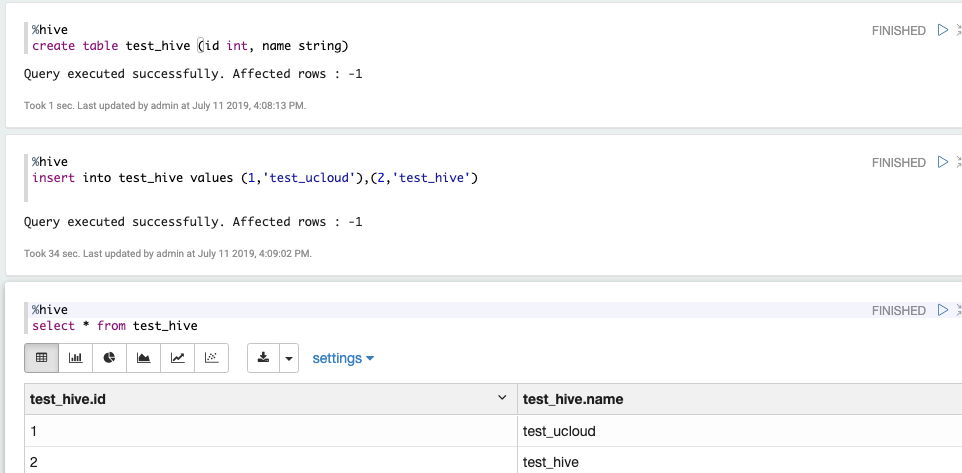 %hive
FINISHED
create table test_hive (id int, name string)
Query executed successfully. Affected rows : -1
Took 1 sec. Last updated by admin at July 11 2019, 4:08:13 PM.
%hive
FINISHED
insert into test_hive values (1,'test_ucloud'),(2,'test_hive')
Query executed successfully. Affected rows : -1
Took 34 sec. Last updated by admin at July 11 2019, 4:09:02 PM.
%hive
FINISHED
select * from test_hive
settings
test_hive.id test_hive.name
1 test_ucloud
2 test_hive